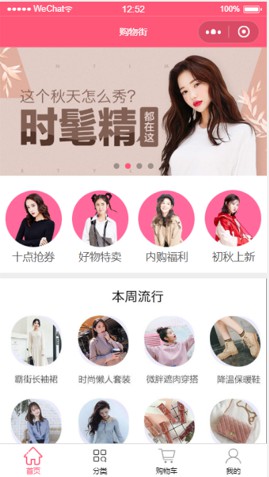 WeChat
12:52
100%
购物街
这个秋天怎么秀？
时髦精
都在这
十点抢券
好物特卖
内购福利
初秋上新
本周流行
霸街长袖裙
时尚懒人套装
微胖遮肉穿搭
降温保暖鞋
首页
分类
购物车
我的